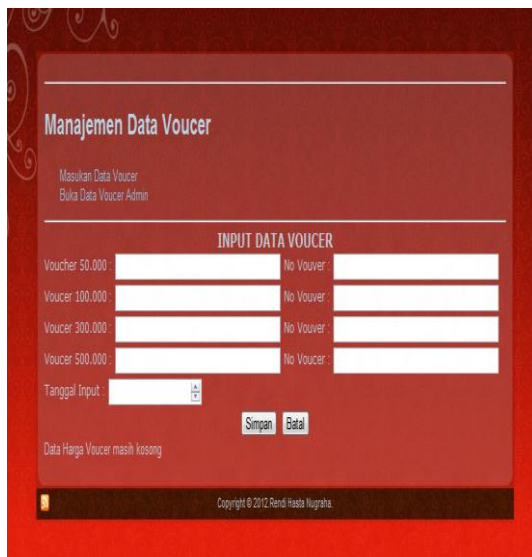 Manajemen Data Voucer
Masukan Data Voucer
Buka Data Voucer Admin
INPUT DATA VOUCER
Voucher 50.000 : No Vouver :
Voucer 100.000 : No Vouver :
Voucer 300.000 : No Vouver :
Voucer 500.000 : No Voucer :
Tanggal Input :
Simpan Batal
Data Harga Voucer masih kosong
Copyright © 2012 Rendi Hasta Nugraha.